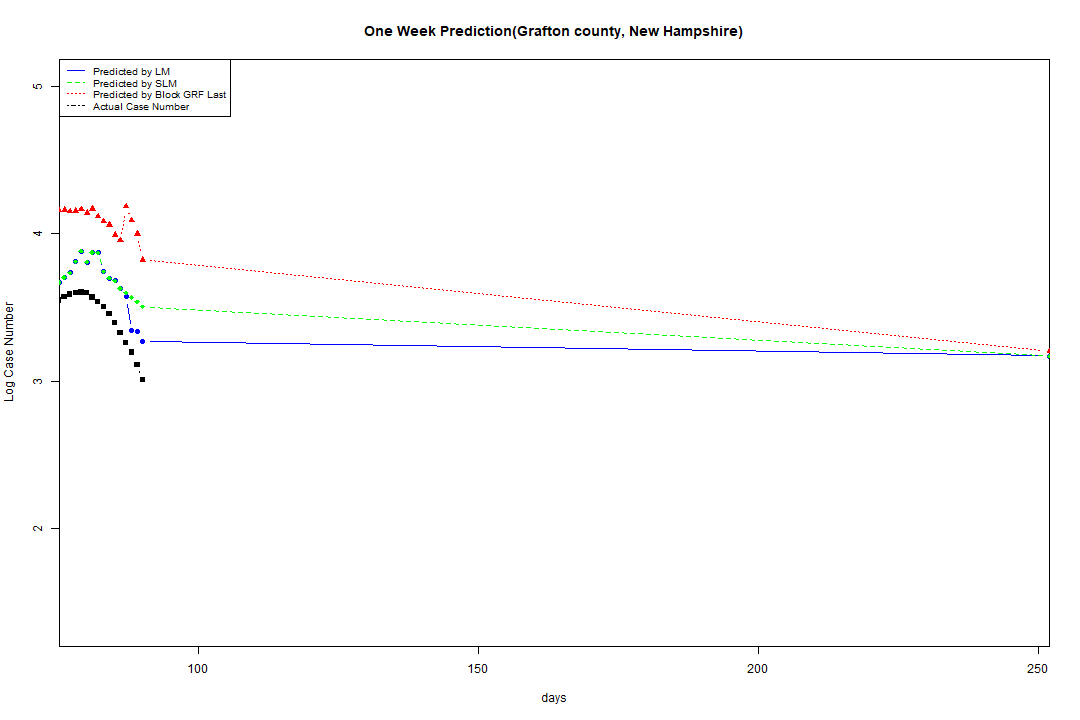 One Week Prediction(Grafton county, New Hampshire)
Predicted by LM
Predicted by SLM
Predicted by Block GRF Last
Actual Case Number
5
4
3
2
Log Case Number
100
150
200
250
days